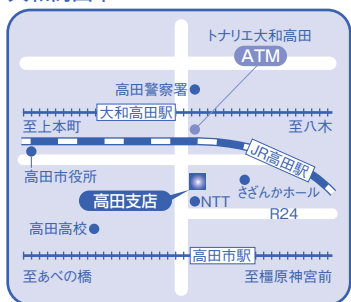 トナリエ大和高田
ATM
高田警察署
大和高田駅
至上本町
至八木
JR高田駅
高田市役所
さざんかホール
高田支店
NTT
R24
高田高校
高田市駅
至あべの橋
至橿原神宮前